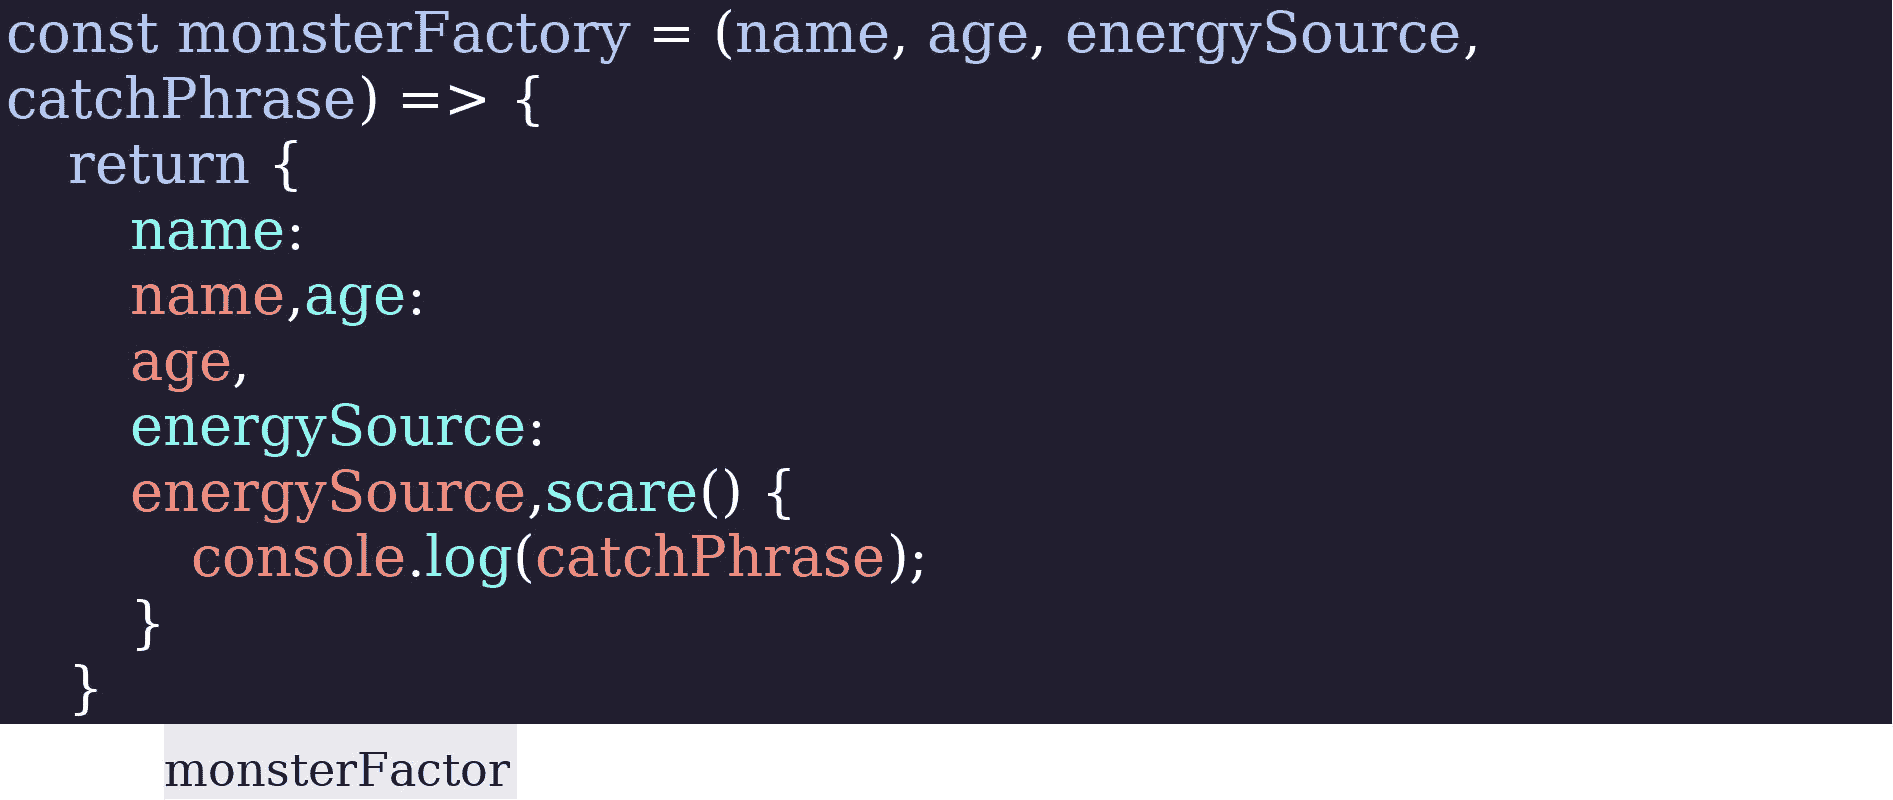 const monsterFactory = (name, age, energySource,
catchPhrase) => {
return {
name:
name,age:
age,
energySource:
energySource,scare() {
console.log(catchPhrase);
}
}
monsterFactor